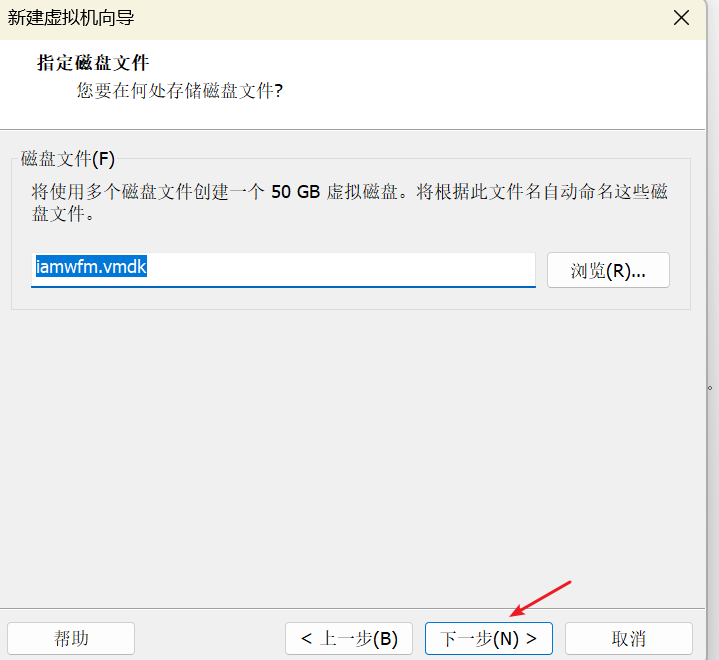 新建虚拟机向导
指定磁盘文件
您要在何处存储磁盘文件?
磁盘文件(F)
将使用多个磁盘文件创建一个 50 GB 虚拟磁盘。将根据此文件名自动命名这些磁
盘文件。
iamwfm.vmdk
浏览(R)...
。
帮助
< 上一步(B)
下一步(N) >
取消